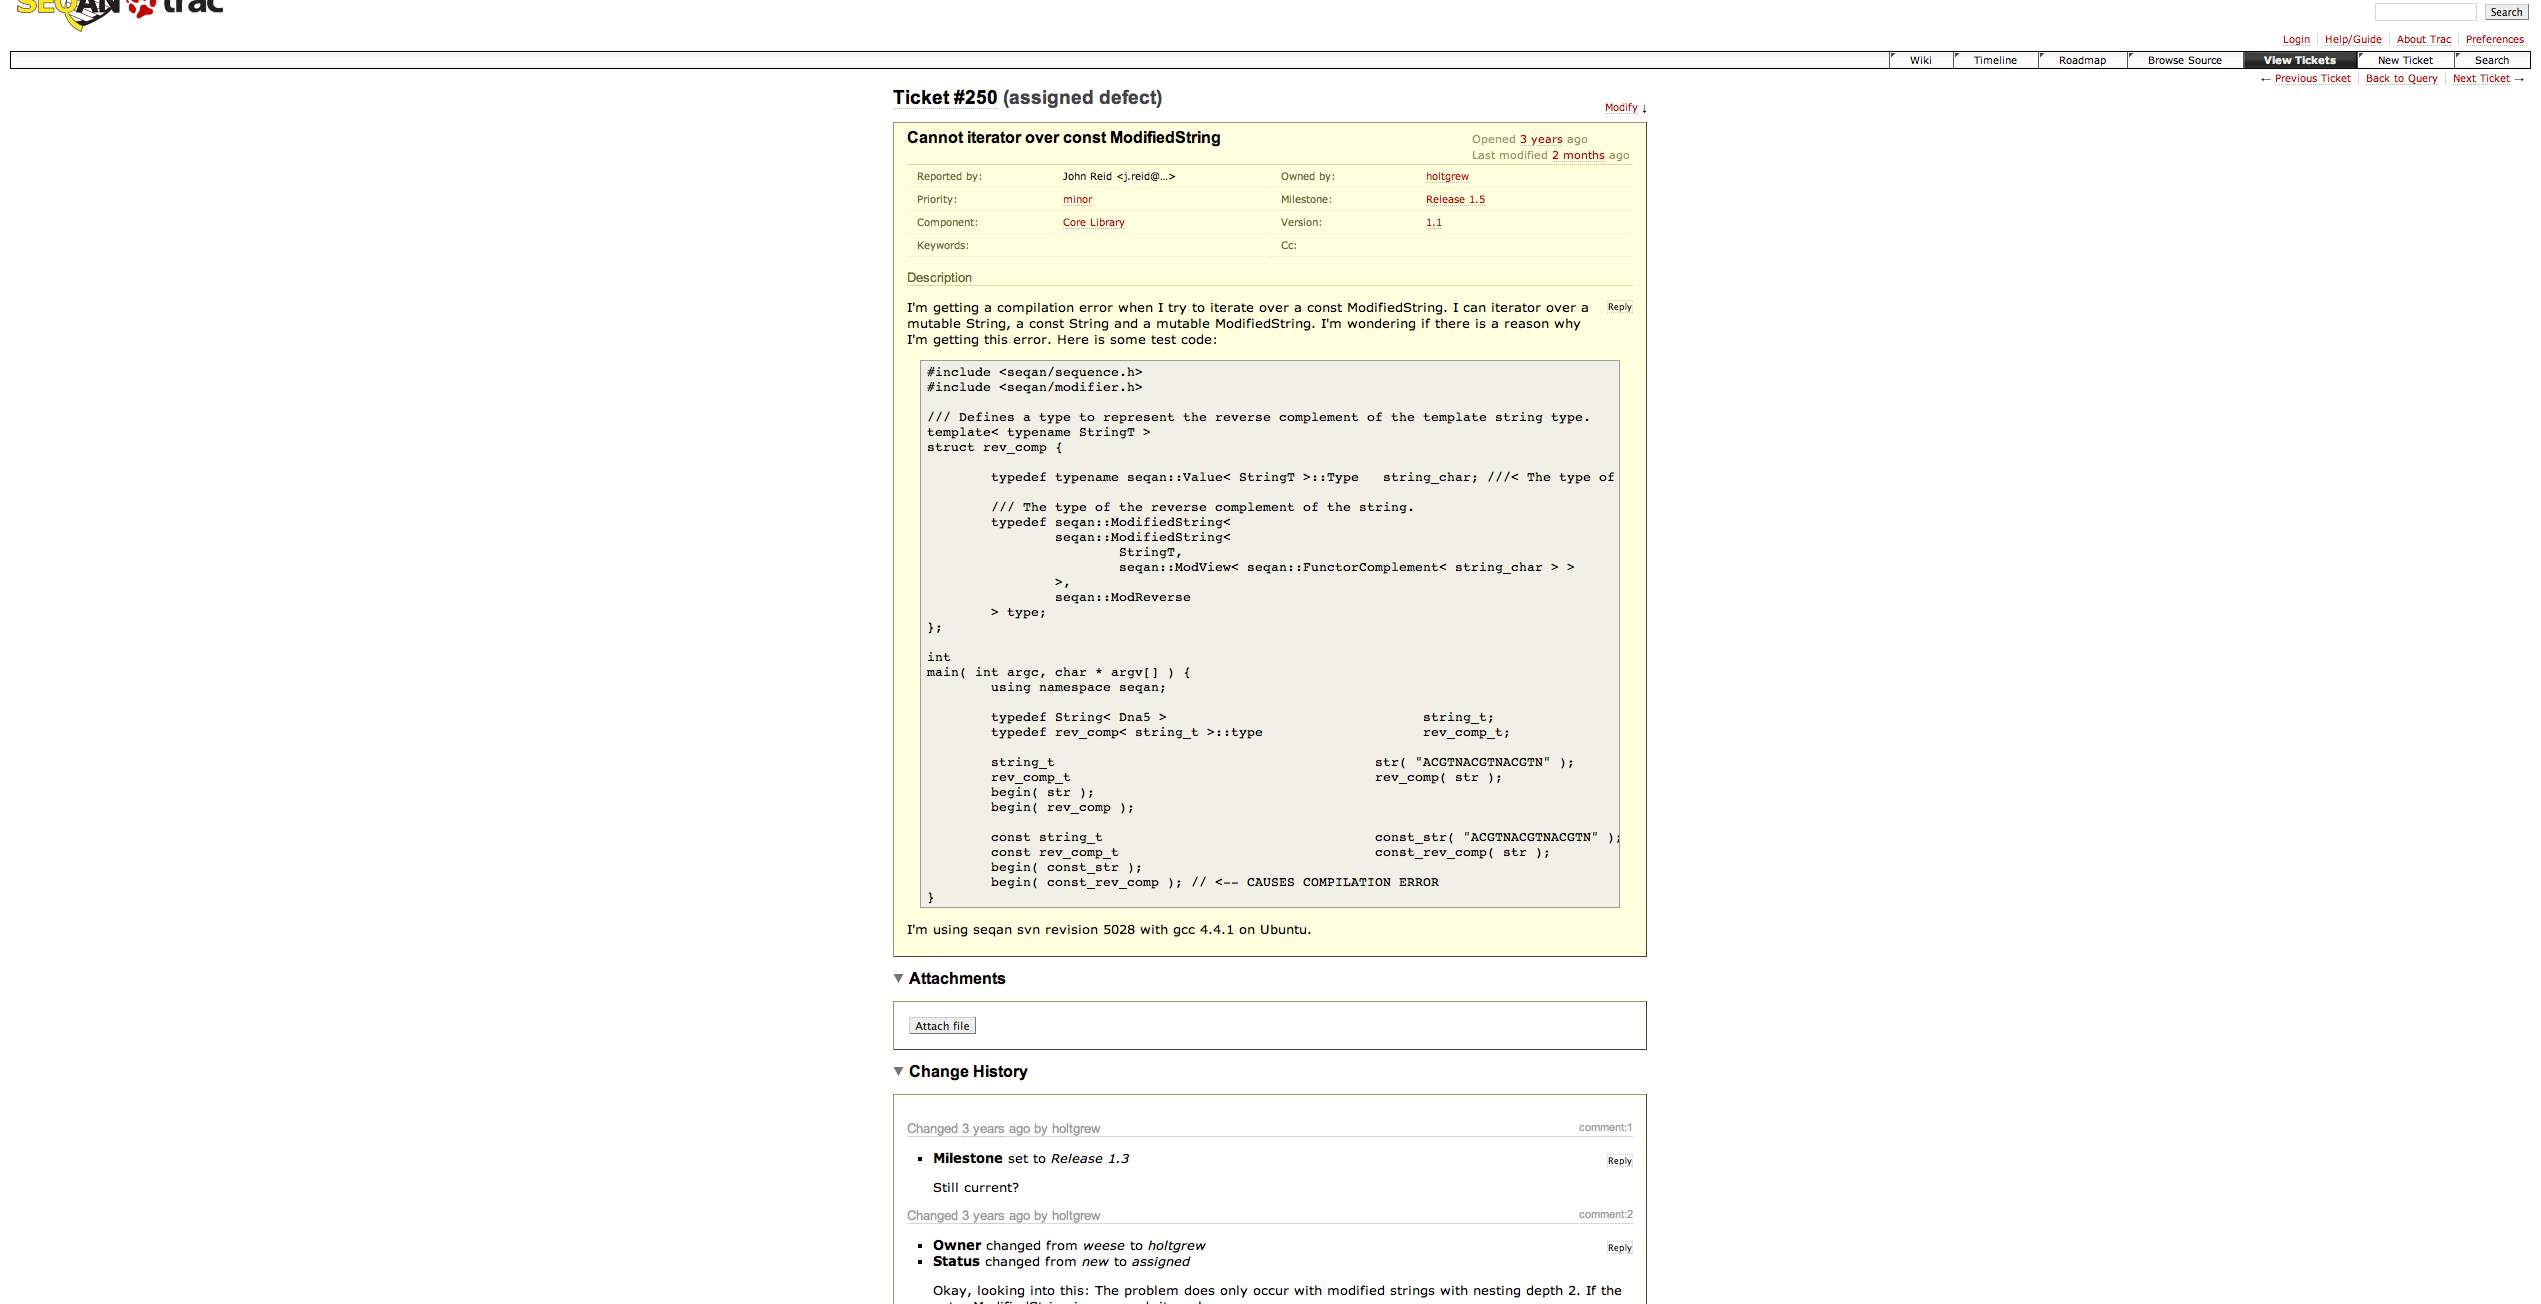 SEQAN trac
Search
Login Help/Guide About Trac Preferences
Wiki Timeline Roadmap Browse Source View Tickets New Ticket Search
← Previous Ticket Back to Query Next Ticket →
Ticket #250 (assigned defect)
Modify ↓
Cannot iterator over const ModifiedString
Opened 3 years ago
Last modified 2 months ago
Reported by: John Reid <j.reid@…> Owned by: holtgrew
Priority: minor Milestone: Release 1.5
Component: Core Library Version: 1.1
Keywords: Cc:
Description
Reply
I'm getting a compilation error when I try to iterate over a const ModifiedString. I can iterator over a
mutable String, a const String and a mutable ModifiedString. I'm wondering if there is a reason why
I'm getting this error. Here is some test code:
#include <seqan/sequence.h>
#include <seqan/modifier.h>
/// Defines a type to represent the reverse complement of the template string type.
template< typename StringT >
struct rev_comp {
typedef typename seqan::Value< StringT >::Type string_char; ///< The type of
/// The type of the reverse complement of the string.
typedef seqan::ModifiedString<
seqan::ModifiedString<
StringT,
seqan::ModView< seqan::FunctorComplement< string_char > >
>,
seqan::ModReverse
> type;
};
int
main( int argc, char * argv[] ) {
using namespace seqan;
typedef String< Dna5 > string_t;
typedef rev_comp< string_t >::type rev_comp_t;
string_t str( "ACGTNACGTNACGTN" );
rev_comp_t rev_comp( str );
begin( str );
begin( rev_comp );
const string_t const_str( "ACGTNACGTNACGTN" );
const rev_comp_t const_rev_comp( str );
begin( const_str );
begin( const_rev_comp ); // <-- CAUSES COMPILATION ERROR
}
I'm using seqan svn revision 5028 with gcc 4.4.1 on Ubuntu.
Attachments
Attach file
Change History
Changed 3 years ago by holtgrew comment:1
Milestone set to Release 1.3
Reply
Still current?
Changed 3 years ago by holtgrew comment:2
Owner changed from weese to holtgrew
Reply
Status changed from new to assigned
Okay, looking into this: The problem does only occur with modified strings with nesting depth 2. If the